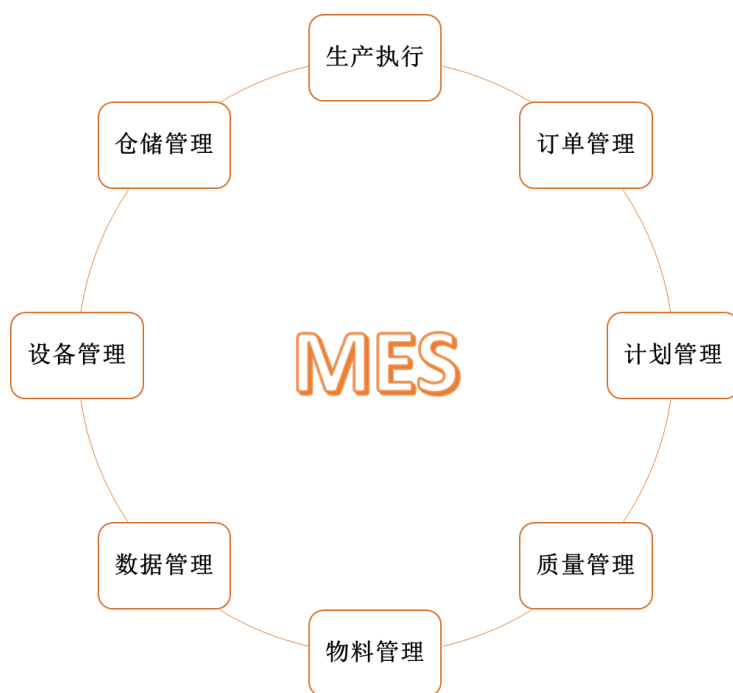 生产执行
仓储管理
订单管理
设备管理
MES
计划管理
数据管理
质量管理
物料管理